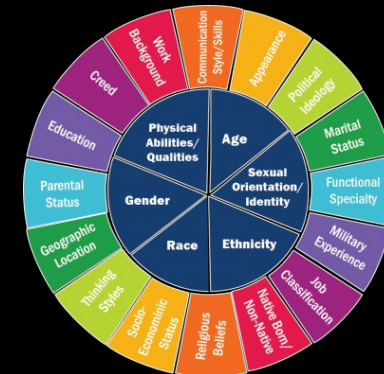 Communication
Style/Skills
Appearance
Political
Ideology
Marital
Status
Functional
Specialty
Military
Experience
Job
Classification
Native Born/
Non-Native
Religious
Beliefs
Socio-
Econominic
Status
Thinking
Styles
Geographic
Location
Parental
Status
Education
Creed
Work
Background
Physical
Abilities/
Qualities
Age
Sexual
Orientation/
Identity
Ethnicity
Race
Gender